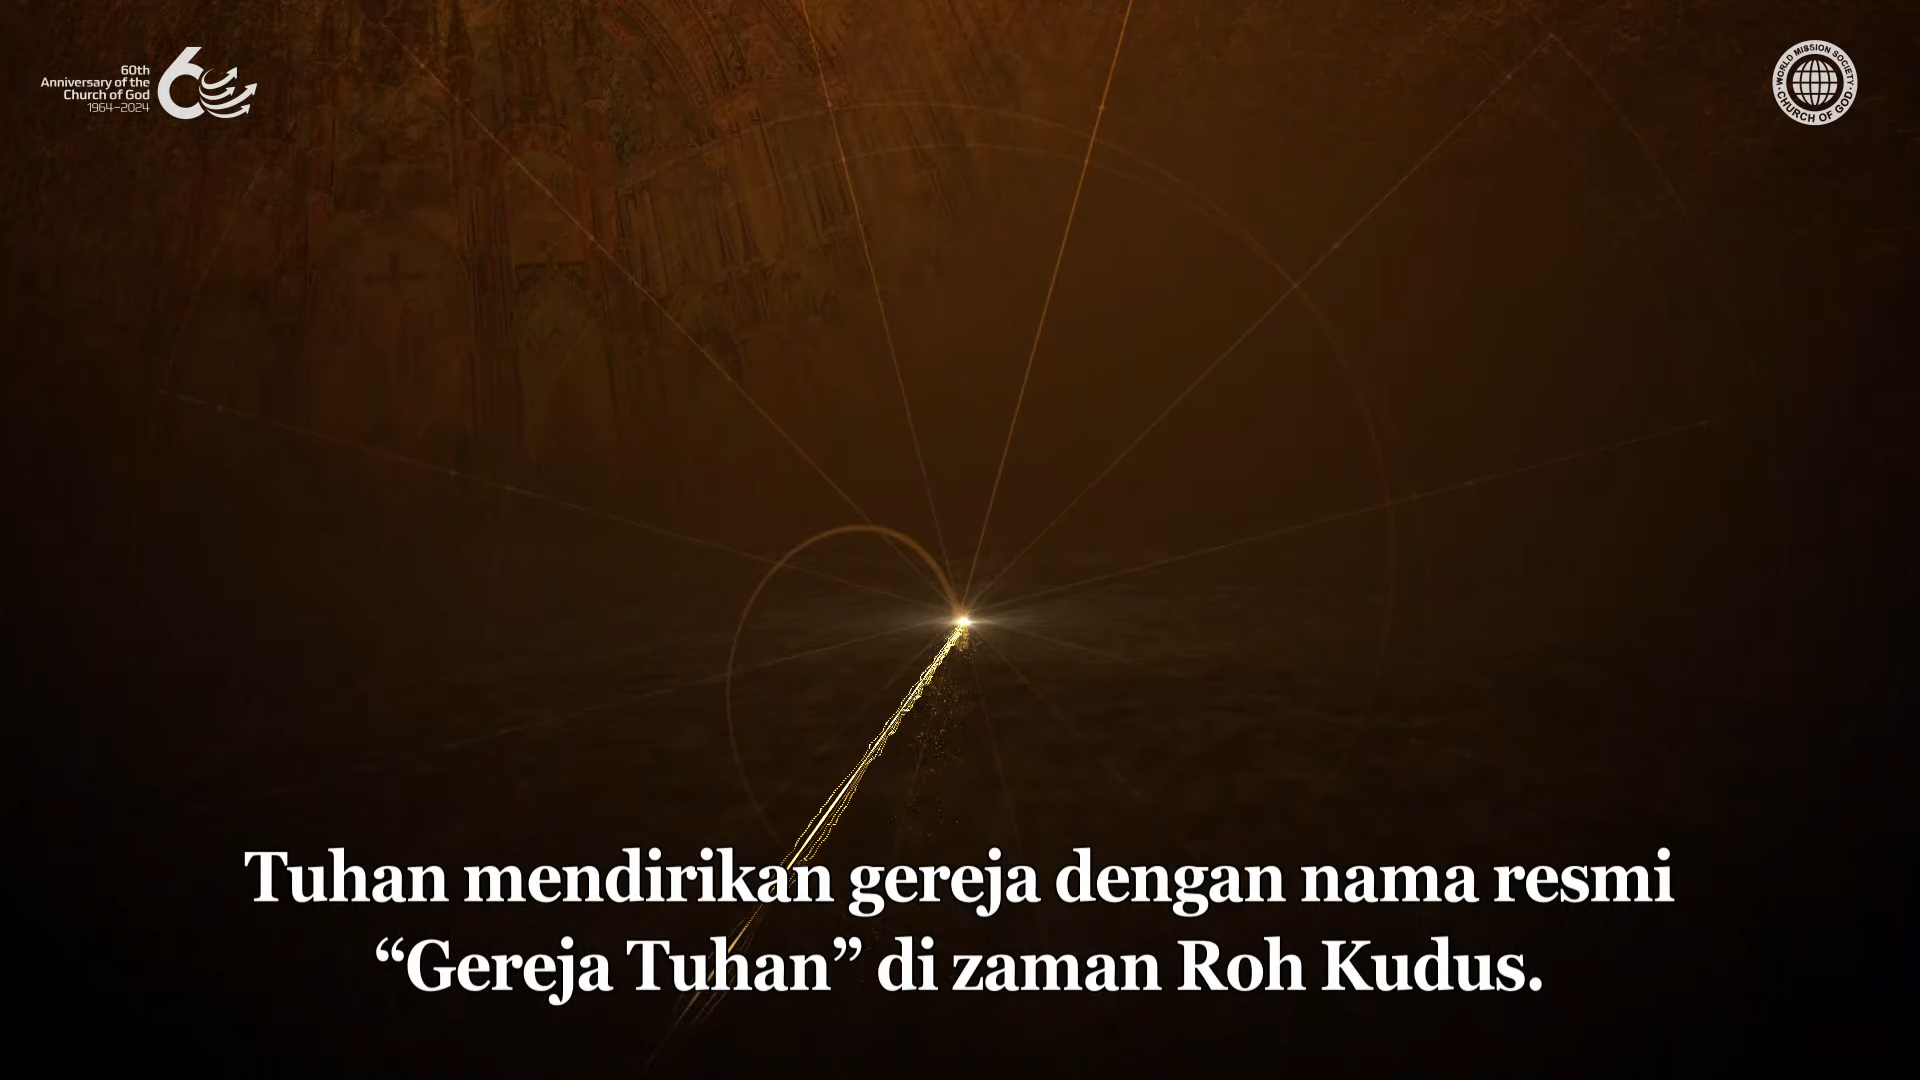 60th
Anniversary of the
Church of God
1964–2024
WORLD MISSION SOCIETY
CHURCH OF GOD
Tuhan mendirikan gereja dengan nama resmi
“Gereja Tuhan” di zaman Roh Kudus.